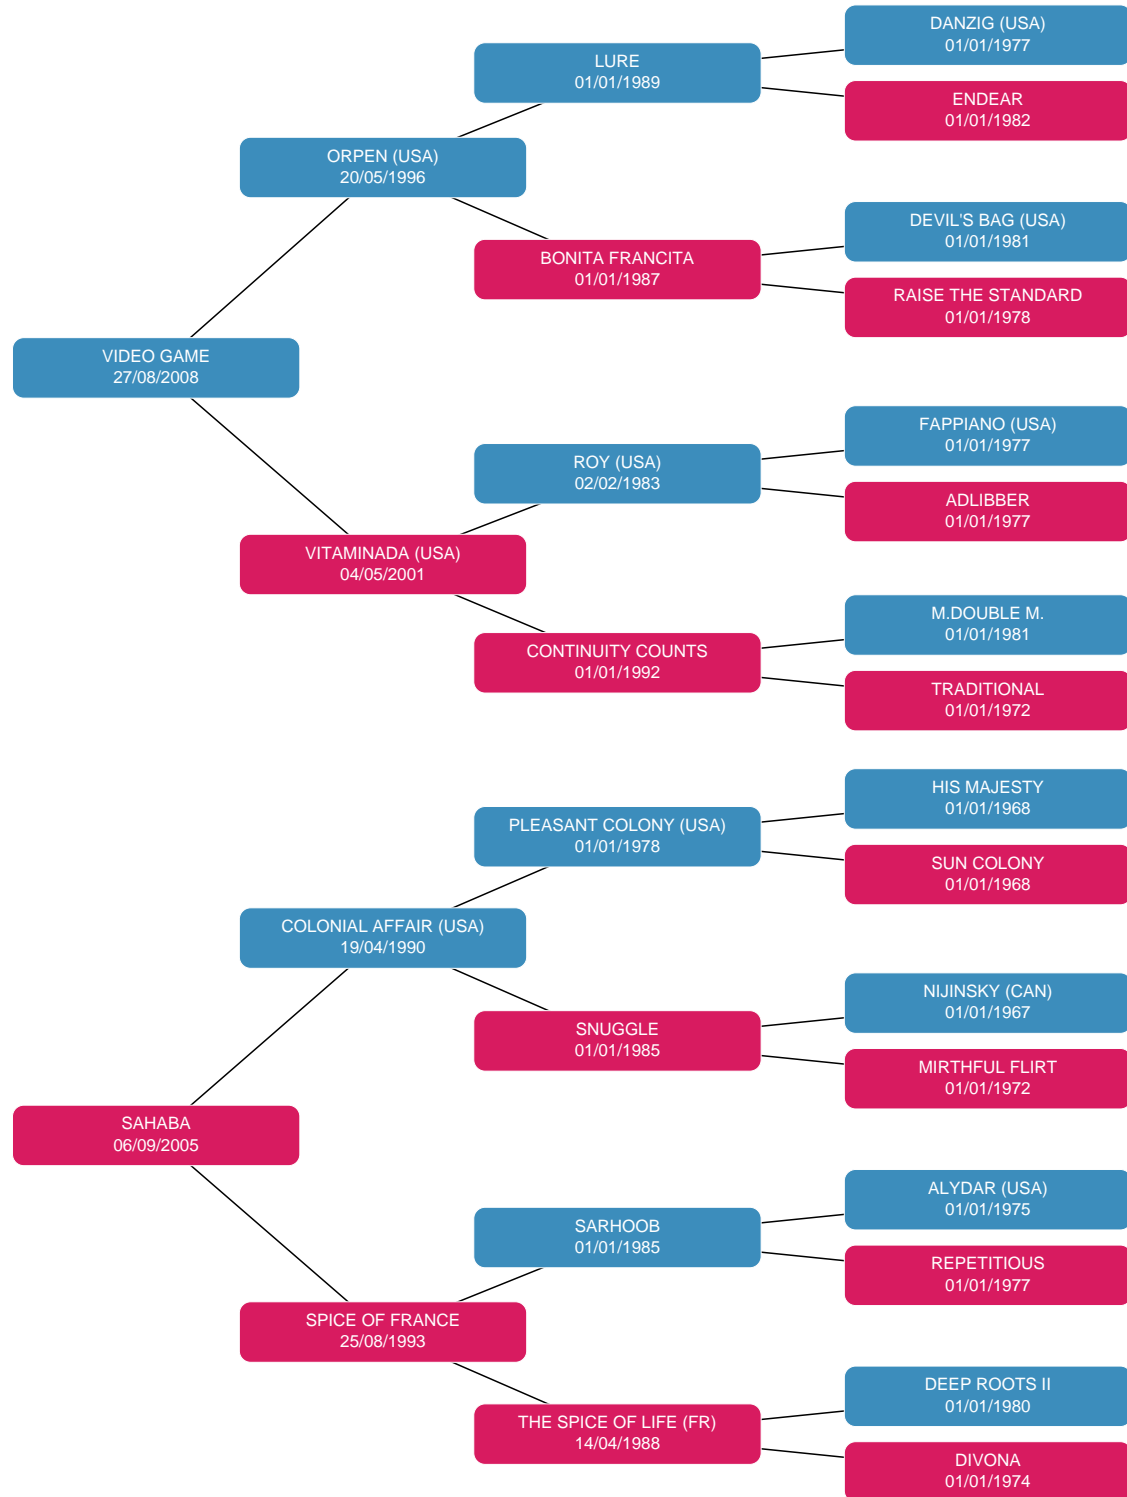 DANZIG (USA)
01/01/1977
LURE
01/01/1989
ENDEAR
01/01/1982
ORPEN (USA)
20/05/1996
DEVIL'S BAG (USA)
01/01/1981
BONITA FRANCITA
01/01/1987
RAISE THE STANDARD
01/01/1978
VIDEO GAME
27/08/2008
FAPPIANO (USA)
01/01/1977
ROY (USA)
02/02/1983
ADLIBBER
01/01/1977
VITAMINADA (USA)
04/05/2001
M.DOUBLE M.
01/01/1981
CONTINUITY COUNTS
01/01/1992
TRADITIONAL
01/01/1972
HIS MAJESTY
01/01/1968
PLEASANT COLONY (USA)
01/01/1978
SUN COLONY
01/01/1968
COLONIAL AFFAIR (USA)
19/04/1990
NIJINSKY (CAN)
01/01/1967
SNUGGLE
01/01/1985
MIRTHFUL FLIRT
01/01/1972
SAHABA
06/09/2005
ALYDAR (USA)
01/01/1975
SARHOOB
01/01/1985
REPETITIOUS
01/01/1977
SPICE OF FRANCE
25/08/1993
DEEP ROOTS II
01/01/1980
THE SPICE OF LIFE (FR)
14/04/1988
DIVONA
01/01/1974